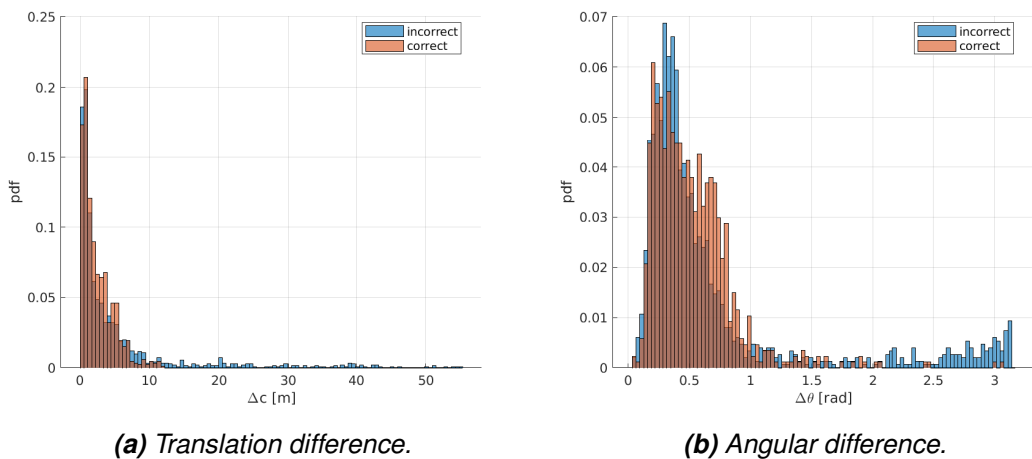 0.25
0.2
0.15
0.1
0.05
0
pdf
0 10 20 30 40 50
Δc [m]
incorrect
correct
(a) Translation difference.
0.07
0.06
0.05
0.04
0.03
0.02
0.01
0
pdf
0 0.5 1 1.5 2 2.5 3
Δθ [rad]
incorrect
correct
(b) Angular difference.